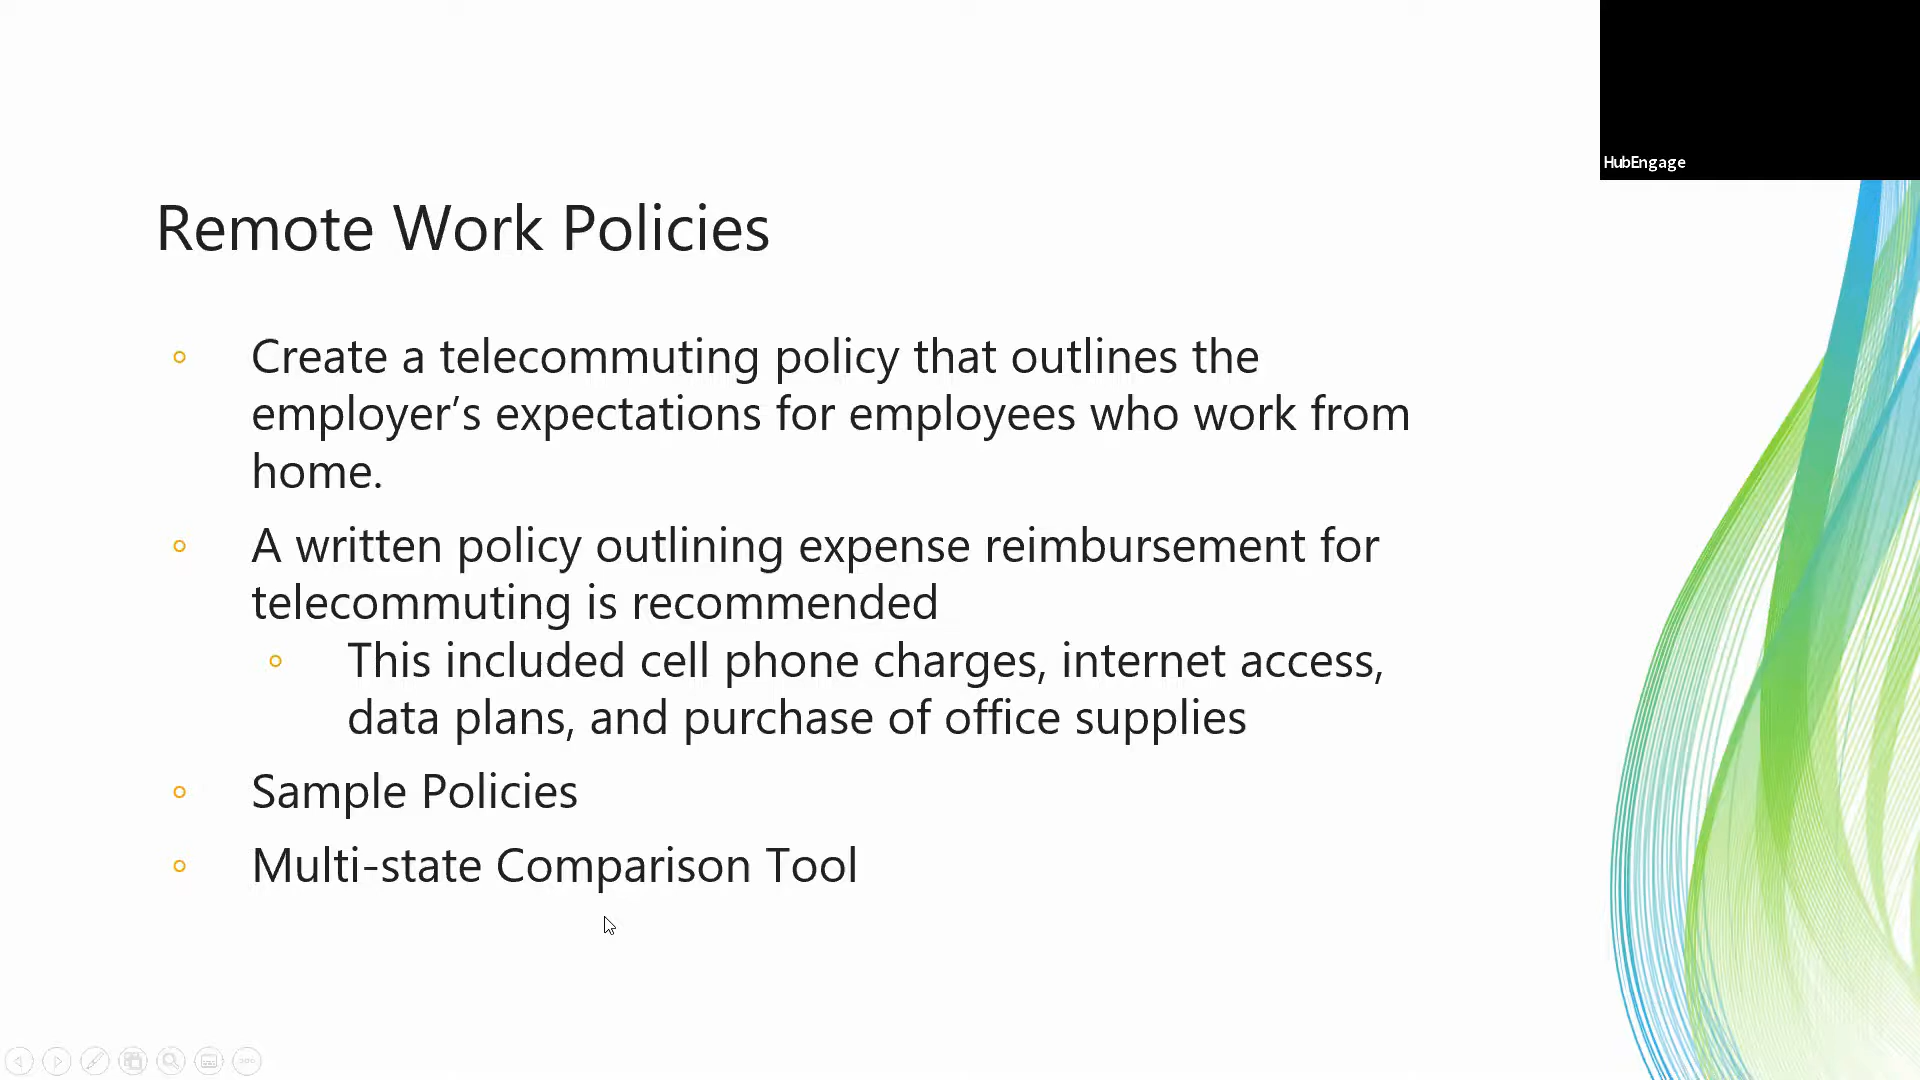 HubEngage
Remote Work Policies
Create a telecommuting policy that outlines the
employer’s expectations for employees who work from
home.
A written policy outlining expense reimbursement for
telecommuting is recommended
This included cell phone charges, internet access,
data plans, and purchase of office supplies
Sample Policies
Multi-state Comparison Tool